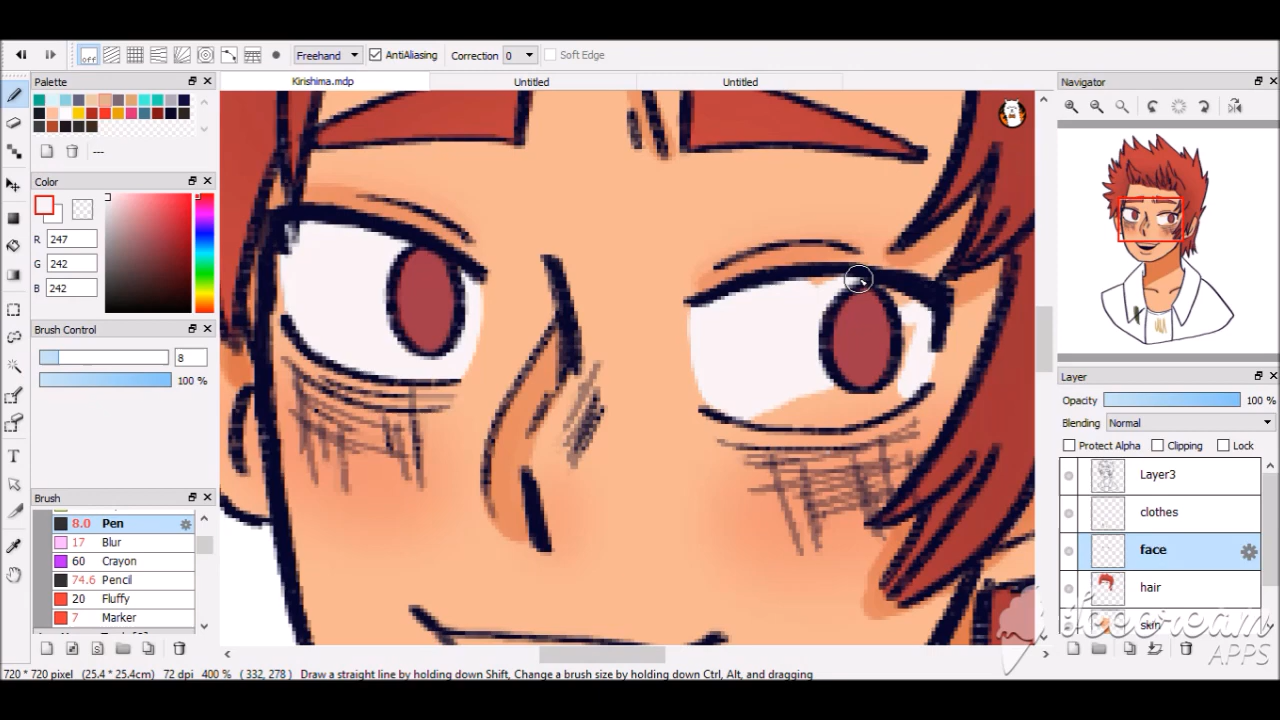 off
Freehand
AntiAliasing
Correction
0
Soft Edge
Palette
Kirishima.mdp
Untitled
Untitled
Navigator
---
Color
R 247
G 242
B 242
Brush Control
8
100 %
Layer
Opacity 100 %
Blending Normal
Protect Alpha
Clipping
Lock
Layer3
clothes
face
hair
skin
Brush
8.0 Pen
17 Blur
60 Crayon
74.6 Pencil
20 Fluffy
7 Marker
icecream
APPS
720 * 720 pixel (25.4 * 25.4cm) 72 dpi 400 % ( 332, 278 ) Draw a straight line by holding down Shift, Change a brush size by holding down Ctrl, Alt, and dragging